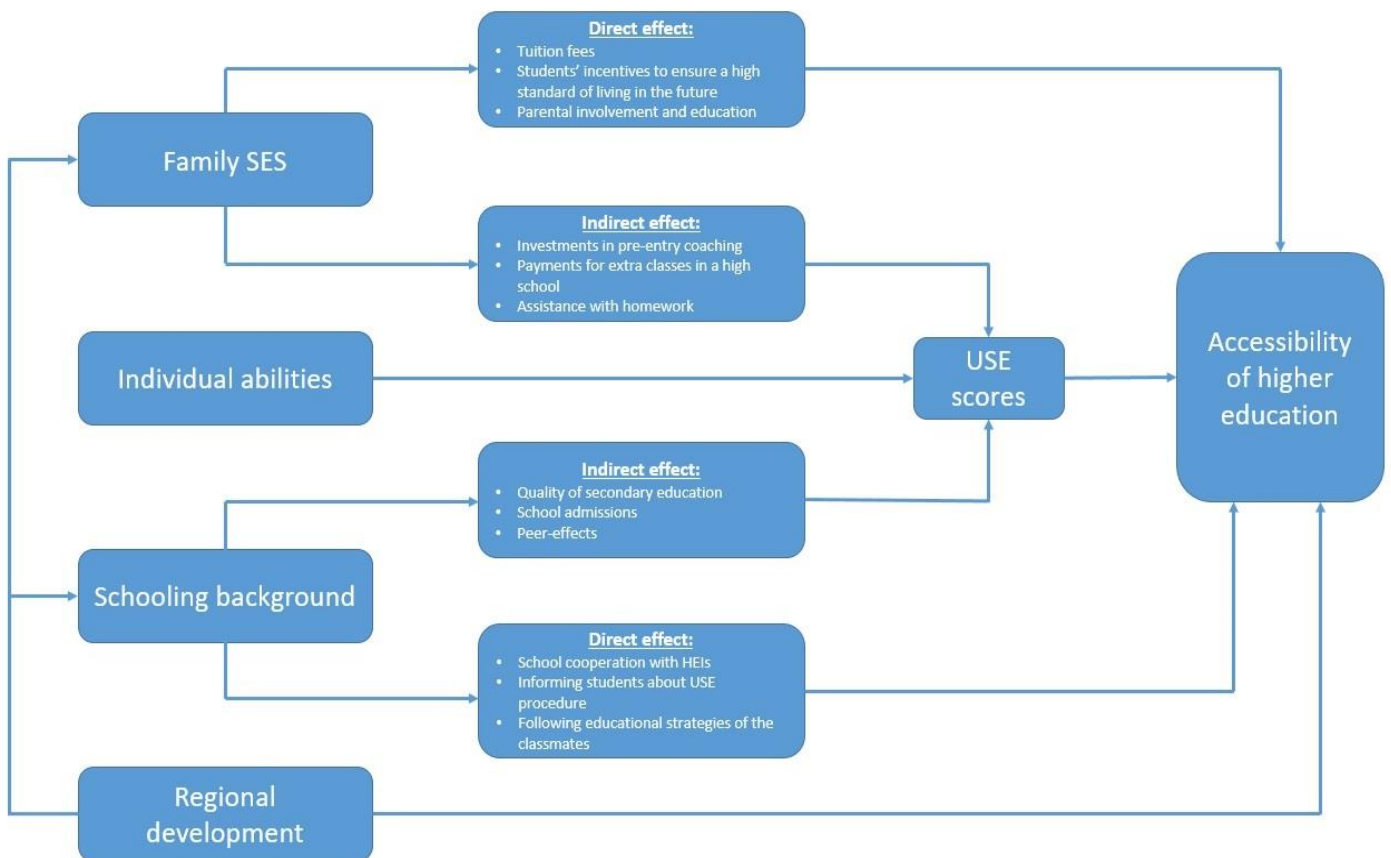 Direct effect:
• Tuition fees
• Students’ incentives to ensure a high
standard of living in the future
• Parental involvement and education
Family SES
Indirect effect:
• Investments in pre-entry coaching
• Payments for extra classes in a high
school
• Assistance with homework
Individual abilities
USE
scores
Accessibility
of higher
education
Indirect effect:
• Quality of secondary education
• School admissions
• Peer-effects
Schooling background
Direct effect:
• School cooperation with HEIs
• Informing students about USE
procedure
• Following educational strategies of the
classmates
Regional
development